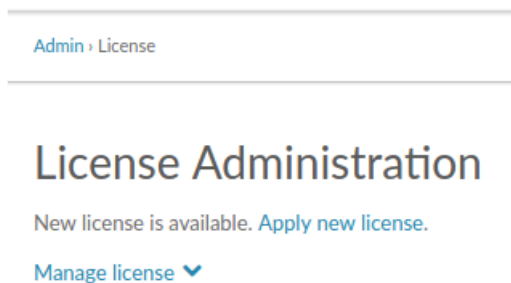 Admin › License
License Administration
New license is available. Apply new license.
Manage license